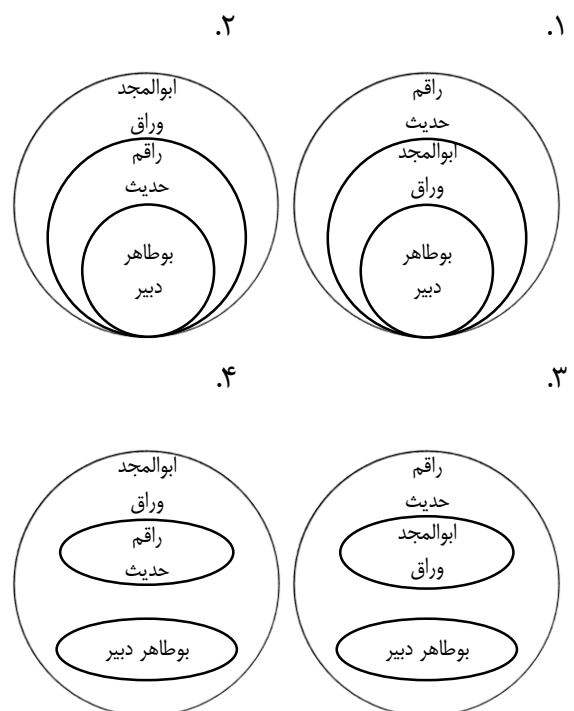 ۱.
راقم
حدیث
ابوالمجد
وراق
بوطاهر
دبیر
۲.
ابوالمجد
وراق
راقم
حدیث
بوطاهر
دبیر
۳.
راقم
حدیث
ابوالمجد
وراق
بوطاهر دبیر
۴.
ابوالمجد
وراق
راقم
حدیث
بوطاهر دبیر